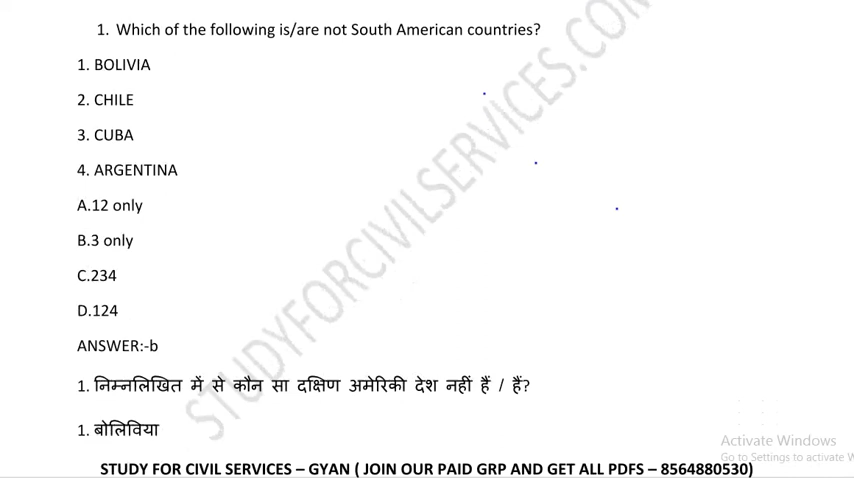 1. Which of the following is/are not South American countries?
1. BOLIVIA
2. CHILE
3. CUBA
4. ARGENTINA
A.12 only
B.3 only
C.234
D.124
ANSWER:-b
1. निम्नलिखित में से कौन सा दक्षिण अमेरिकी देश नहीं हैं / हैं?
1. बोलिविया
STUDY FOR CIVIL SERVICES – GYAN ( JOIN OUR PAID GRP AND GET ALL PDFS – 8564880530)
STUDYFORCIVILSERVICES.COM
Activate Windows
Go to Settings to activate W